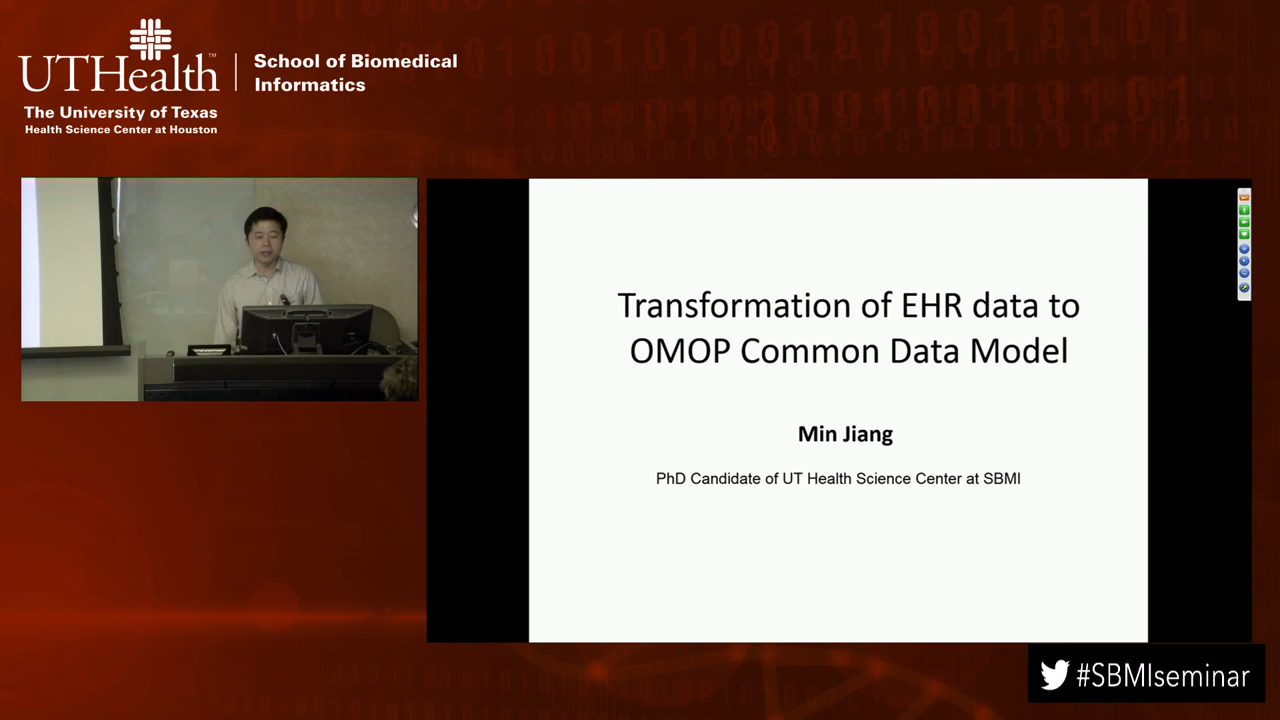 UTHealth™
The University of Texas
Health Science Center at Houston
School of Biomedical
Informatics
Transformation of EHR data to
OMOP Common Data Model
Min Jiang
PhD Candidate of UT Health Science Center at SBMI
#SBMIseminar